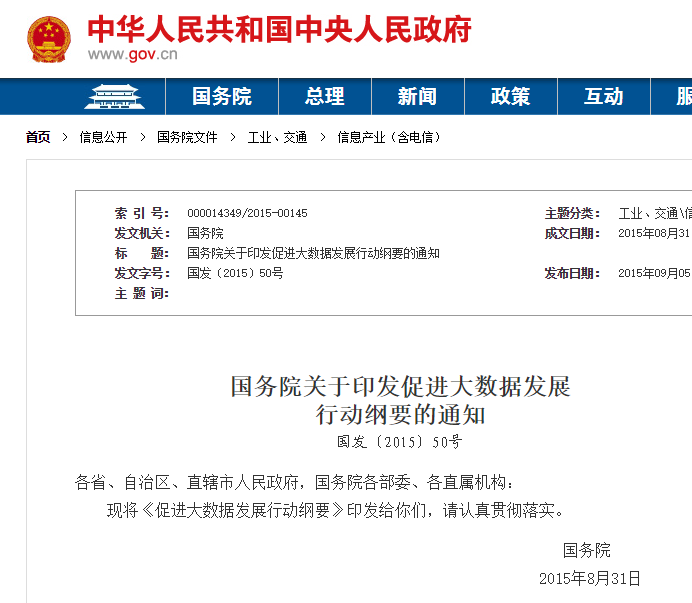 中华人民共和国中央人民政府
www.gov.cn
国务院 总理 新闻 政策 互动 服
首页 > 信息公开 > 国务院文件 > 工业、交通 > 信息产业（含电信）
索 引 号： 000014349/2015-00145 主题分类： 工业、交通\信
发文机关： 国务院 成文日期： 2015年08月31
标 题： 国务院关于印发促进大数据发展行动纲要的通知
发文字号： 国发〔2015〕50号 发布日期： 2015年09月05
主 题 词：
国务院关于印发促进大数据发展
行动纲要的通知
国发〔2015〕50号
各省、自治区、直辖市人民政府，国务院各部委、各直属机构：
现将《促进大数据发展行动纲要》印发给你们，请认真贯彻落实。
国务院
2015年8月31日